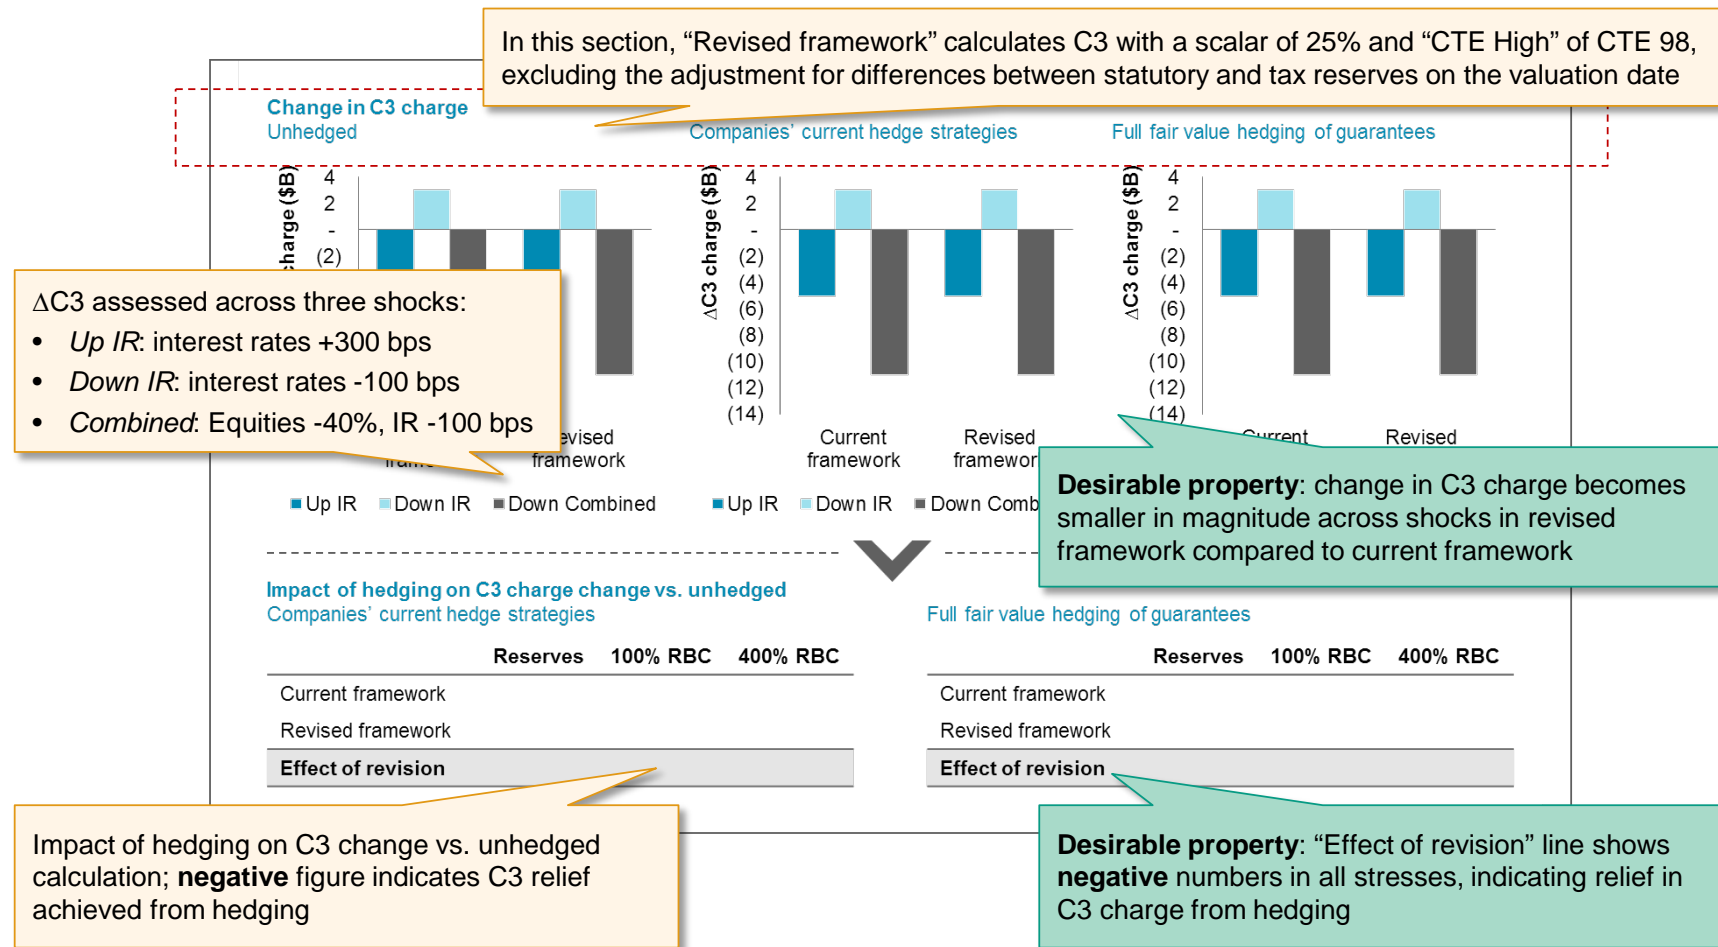 In this section, “Revised framework” calculates C3 with a scalar of 25% and “CTE High” of CTE 98,
excluding the adjustment for differences between statutory and tax reserves on the valuation date
Change in C3 charge
Unhedged
Companies’ current hedge strategies
Full fair value hedging of guarantees
charge ($B)
4
2
-
(2)
ΔC3 charge ($B)
4
2
-
(2)
(4)
(6)
(8)
(10)
(12)
(14)
ΔC3 charge ($B)
4
2
-
(2)
(4)
(6)
(8)
(10)
(12)
(14)
ΔC3 assessed across three shocks:
• Up IR: interest rates +300 bps
• Down IR: interest rates -100 bps
• Combined: Equities -40%, IR -100 bps
framework
Current
framework
Revised
framework
Current
Revised
Up IR Down IR Down Combined
Up IR Down IR Down Comb
Desirable property: change in C3 charge becomes
smaller in magnitude across shocks in revised
framework compared to current framework
Impact of hedging on C3 charge change vs. unhedged
Companies’ current hedge strategies
Reserves 100% RBC 400% RBC
Current framework
Revised framework
Effect of revision
Full fair value hedging of guarantees
Reserves 100% RBC 400% RBC
Current framework
Revised framework
Effect of revision
Impact of hedging on C3 change vs. unhedged
calculation; negative figure indicates C3 relief
achieved from hedging
Desirable property: “Effect of revision” line shows
negative numbers in all stresses, indicating relief in
C3 charge from hedging